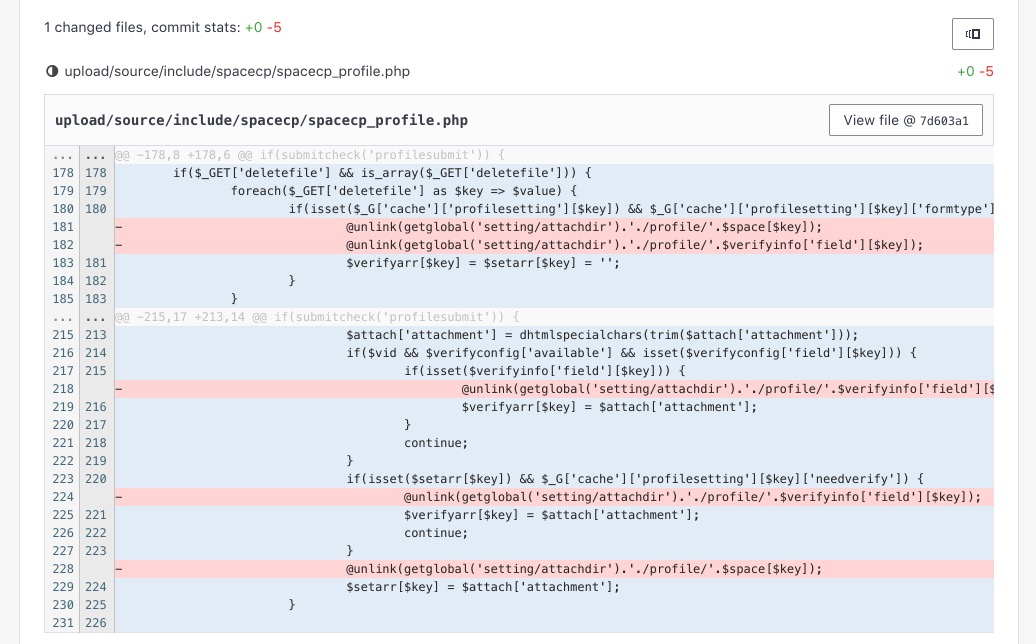 1 changed files, commit stats: +0 -5
upload/source/include/spacecp/spacecp_profile.php +0 -5
upload/source/include/spacecp/spacecp_profile.php View file @ 7d603a1
... ... @@ -178,8 +178,6 @@ if(submitcheck('profilesubmit')) {
178 178 if($_GET['deletefile'] && is_array($_GET['deletefile'])) {
179 179 foreach($_GET['deletefile'] as $key => $value) {
180 180 if(isset($_G['cache']['profilesetting'][$key]) && $_G['cache']['profilesetting'][$key]['formtype']
181 - @unlink(getglobal('setting/attachdir').'./profile/'.$space[$key]);
182 - @unlink(getglobal('setting/attachdir').'./profile/'.$verifyinfo['field'][$key]);
183 181 $verifyarr[$key] = $setarr[$key] = '';
184 182 }
185 183 }
... ... @@ -215,17 +213,14 @@ if(submitcheck('profilesubmit')) {
215 213 $attach['attachment'] = dhtmlspecialchars(trim($attach['attachment']));
216 214 if($vid && $verifyconfig['available'] && isset($verifyconfig['field'][$key])) {
217 215 if(isset($verifyinfo['field'][$key])) {
218 - @unlink(getglobal('setting/attachdir').'./profile/'.$verifyinfo['field'][$
219 216 $verifyarr[$key] = $attach['attachment'];
220 217 }
221 218 continue;
222 219 }
223 220 if(isset($setarr[$key]) && $_G['cache']['profilesetting'][$key]['needverify']) {
224 - @unlink(getglobal('setting/attachdir').'./profile/'.$verifyinfo['field'][$key]);
225 221 $verifyarr[$key] = $attach['attachment'];
226 222 continue;
227 223 }
228 - @unlink(getglobal('setting/attachdir').'./profile/'.$space[$key]);
229 224 $setarr[$key] = $attach['attachment'];
230 225 }
231 226